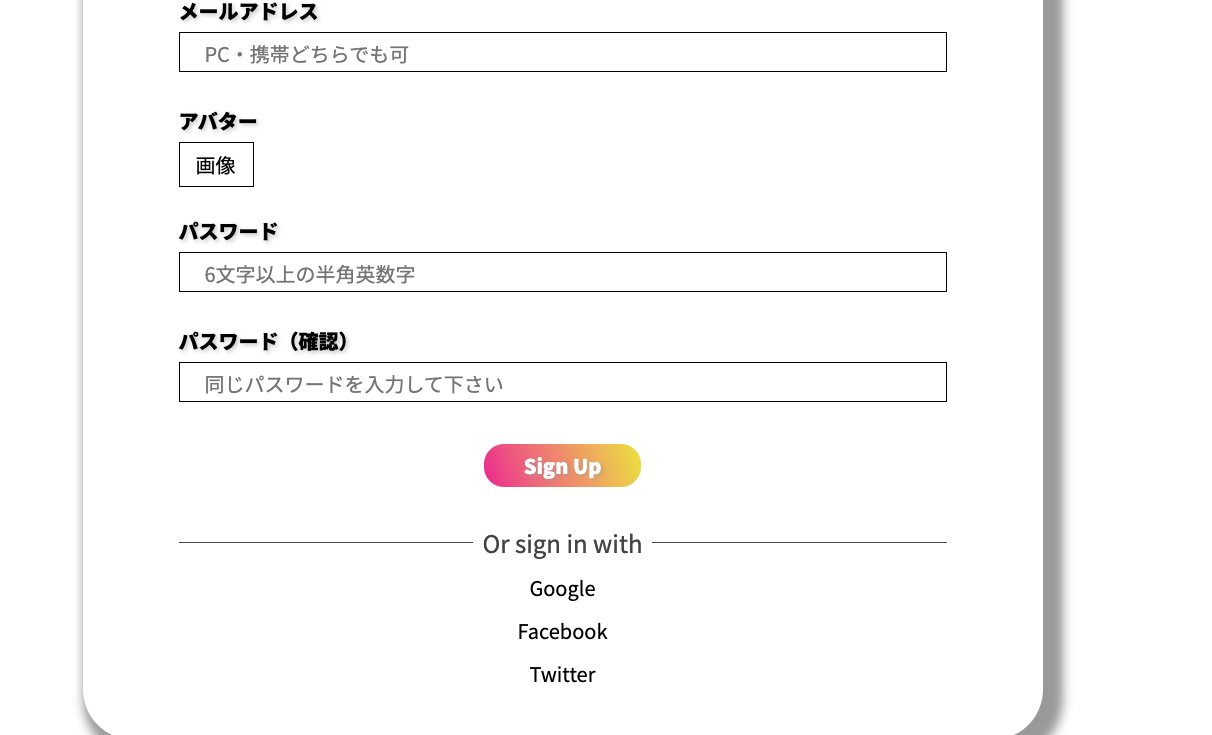 メールアドレス
PC・携帯どちらでも可
アバター
画像
パスワード
6文字以上の半角英数字
パスワード（確認）
同じパスワードを入力して下さい
Sign Up
Or sign in with
Google
Facebook
Twitter